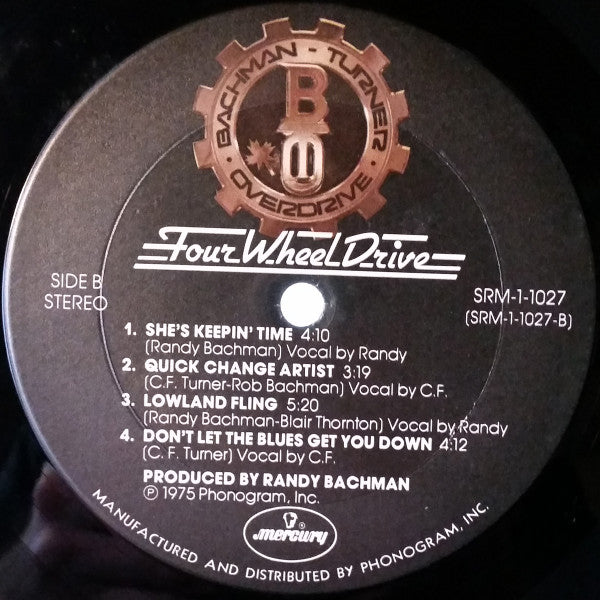 BACHMAN - TURNER
· OVERDRIVE ·
B
TO
Four Wheel Drive
SIDE B
STEREO
SRM-1-1027
(SRM-1-1027-B)
1. SHE'S KEEPIN' TIME 4:10
(Randy Bachman) Vocal by Randy
2. QUICK CHANGE ARTIST 3:19
(C.F. Turner-Rob Bachman) Vocal by C.F.
3. LOWLAND FLING 5:20
(Randy Bachman-Blair Thornton) Vocal by Randy
4. DON'T LET THE BLUES GET YOU DOWN 4:12
(C. F. Turner) Vocal by C.F.
PRODUCED BY RANDY BACHMAN
℗ 1975 Phonogram, Inc.
mercury
MANUFACTURED AND DISTRIBUTED BY PHONOGRAM, INC.